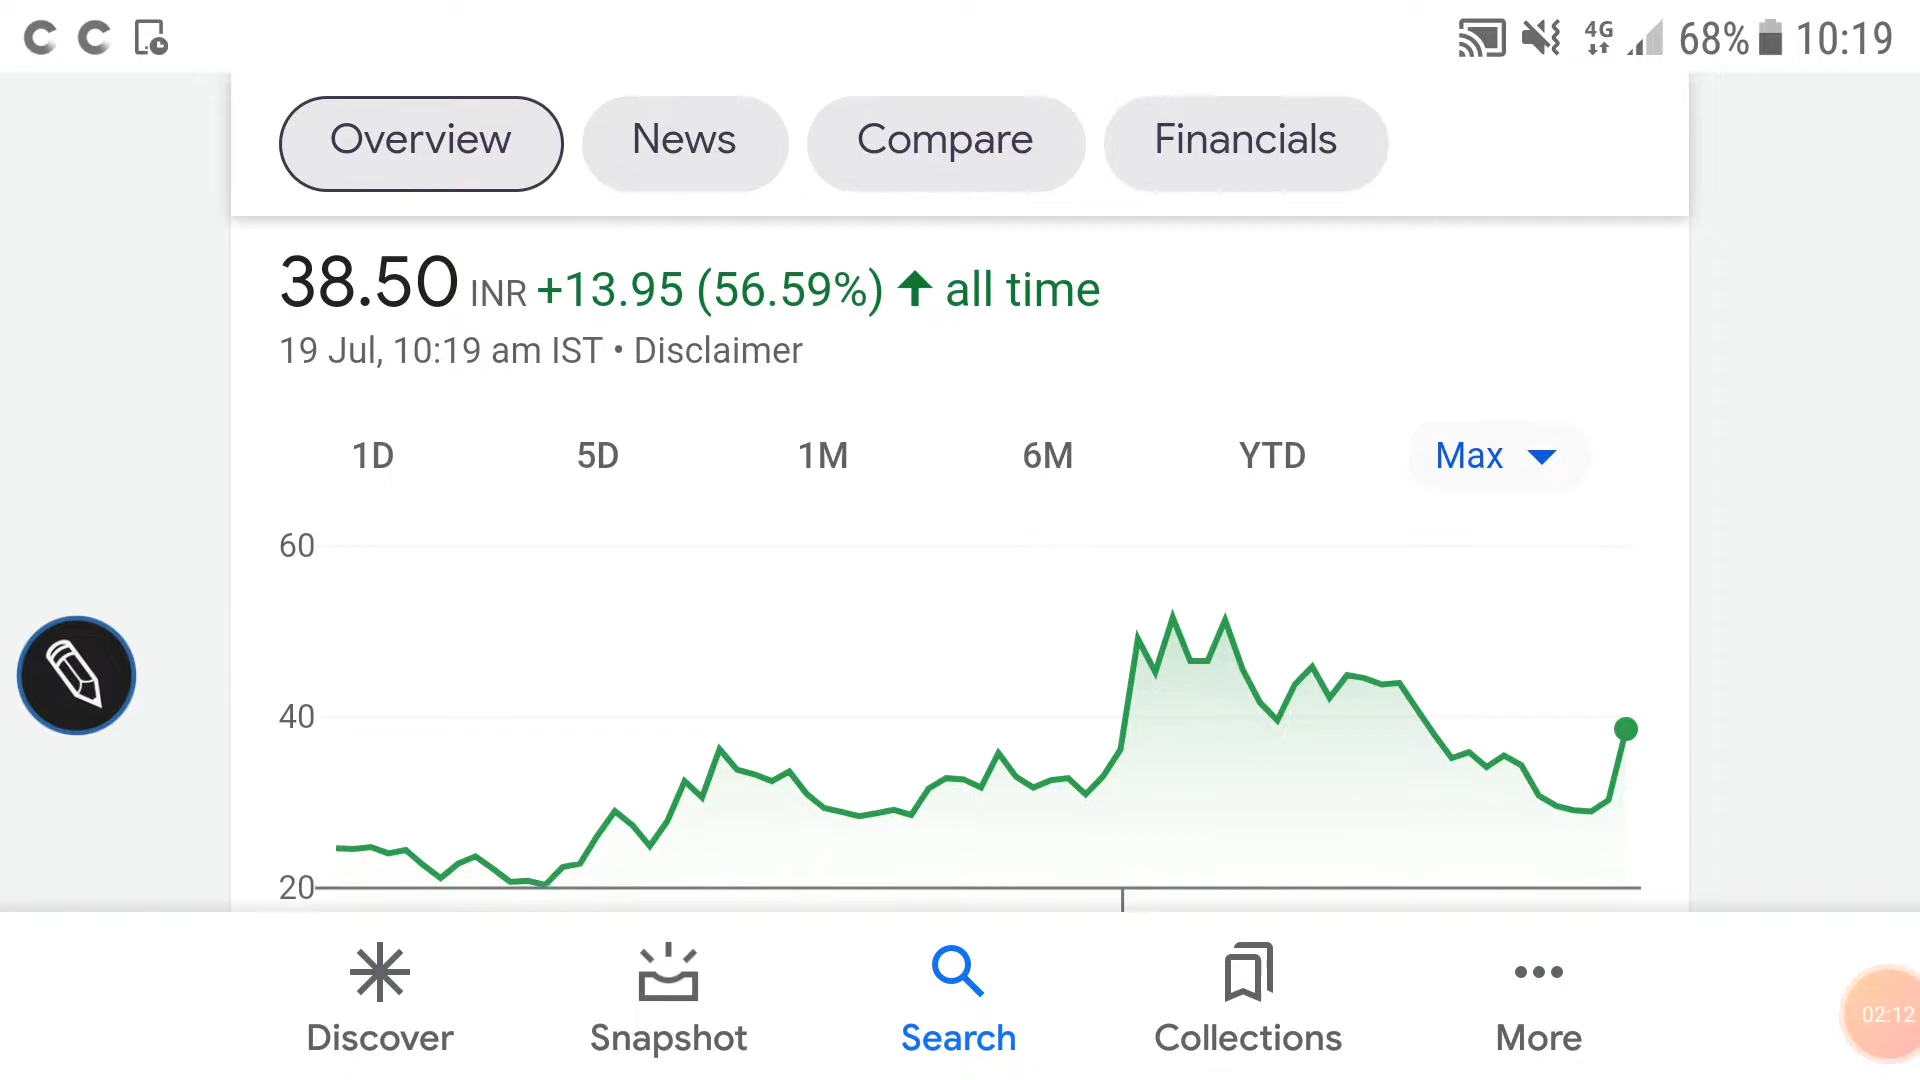 4G 68% 10:19
Overview News Compare Financials
38.50 INR +13.95 (56.59%) ↑ all time
19 Jul, 10:19 am IST • Disclaimer
1D 5D 1M 6M YTD Max
60
40
20
Discover Snapshot Search Collections More
02:12